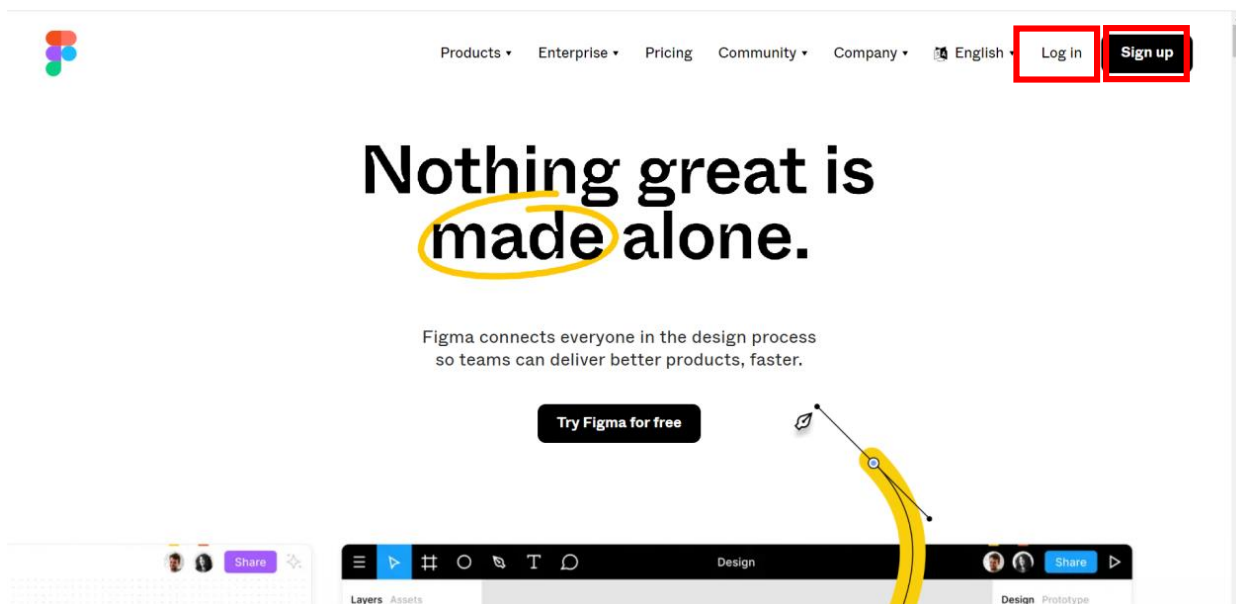 Products ▾ Enterprise ▾ Pricing Community ▾ Company ▾ English ▾ Log in Sign up
Nothing great is
made alone.
Figma connects everyone in the design process
so teams can deliver better products, faster.
Try Figma for free
Share
Design Share
Layers Assets
Design Prototype